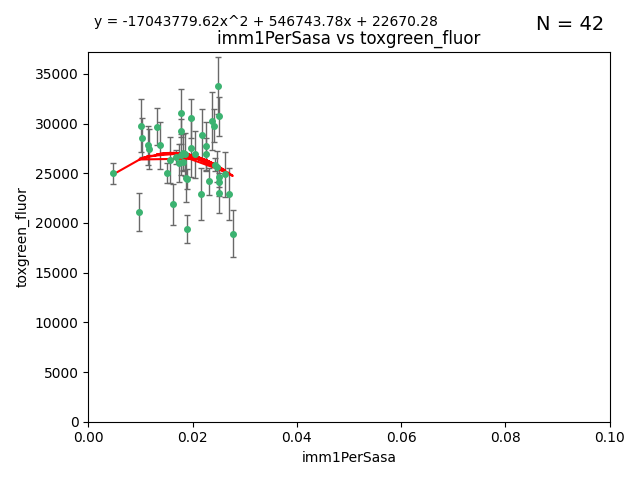 y = -17043779.62x^2 + 546743.78x + 22670.28
N = 42
imm1PerSasa vs toxgreen_fluor
35000
30000
25000
20000
15000
10000
5000
0
toxgreen_fluor
0.00 0.02 0.04 0.06 0.08 0.10
imm1PerSasa